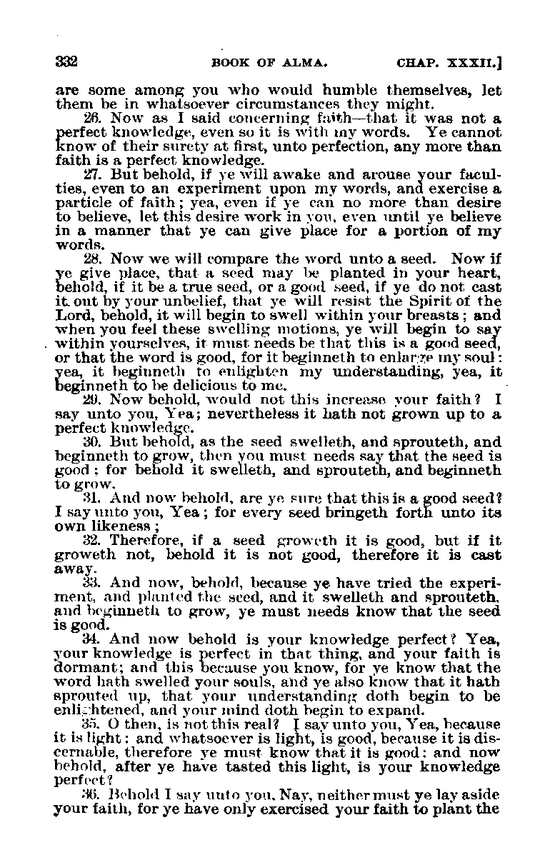 332 BOOK OF ALMA. CHAP. XXXII.]
are some among you who would humble themselves, let
them be in whatsoever circumstances they might.
26. Now as I said concerning faith—that it was not a
perfect knowledge, even so it is with my words. Ye cannot
know of their surety at first, unto perfection, any more than
faith is a perfect knowledge.
27. But behold, if ye will awake and arouse your facul-
ties, even to an experiment upon my words, and exercise a
particle of faith; yea, even if ye can no more than desire
to believe, let this desire work in you, even until ye believe
in a manner that ye can give place for a portion of my
words.
28. Now we will compare the word unto a seed. Now if
ye give place, that a seed may be planted in your heart,
behold, if it be a true seed, or a good seed, if ye do not cast
it out by your unbelief, that ye will resist the Spirit of the
Lord, behold, it will begin to swell within your breasts; and
when you feel these swelling motions, ye will begin to say
within yourselves, it must needs be that this is a good seed,
or that the word is good, for it beginneth to enlarge my soul:
yea, it beginneth to enlighten my understanding, yea, it
beginneth to be delicious to me.
29. Now behold, would not this increase your faith? I
say unto you, Yea; nevertheless it hath not grown up to a
perfect knowledge.
30. But behold, as the seed swelleth, and sprouteth, and
beginneth to grow, then you must needs say that the seed is
good: for behold it swelleth, and sprouteth, and beginneth
to grow.
31. And now behold, are ye sure that this is a good seed?
I say unto you, Yea; for every seed bringeth forth unto its
own likeness;
32. Therefore, if a seed groweth it is good, but if it
groweth not, behold it is not good, therefore it is cast
away.
33. And now, behold, because ye have tried the experi-
ment, and planted the seed, and it swelleth and sprouteth,
and beginneth to grow, ye must needs know that the seed
is good.
34. And now behold is your knowledge perfect? Yea,
your knowledge is perfect in that thing, and your faith is
dormant; and this because you know, for ye know that the
word hath swelled your souls, and ye also know that it hath
sprouted up, that your understanding doth begin to be
enlightened, and your mind doth begin to expand.
35. O then, is not this real? I say unto you, Yea, because
it is light: and whatsoever is light, is good, because it is dis-
cernable, therefore ye must know that it is good: and now
behold, after ye have tasted this light, is your knowledge
perfect?
36. Behold I say unto you, Nay, neither must ye lay aside
your faith, for ye have only exercised your faith to plant the